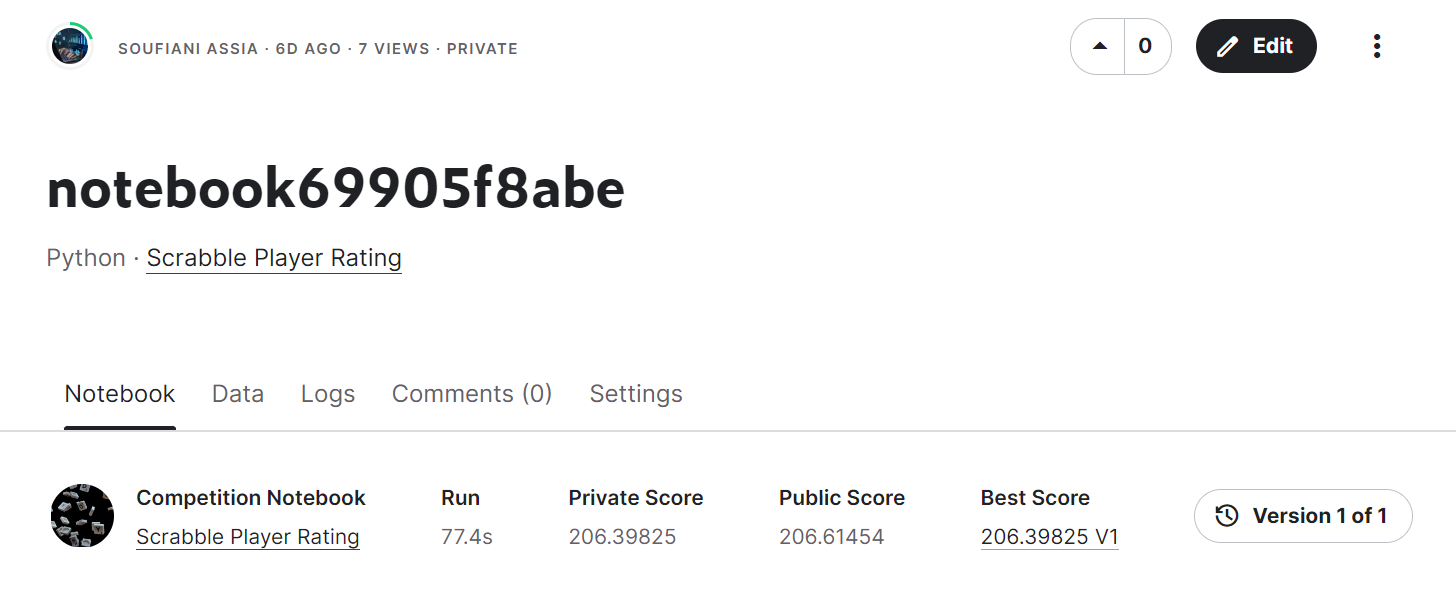 SOUFIANI ASSIA · 6D AGO · 7 VIEWS · PRIVATE
0
Edit
notebook69905f8abe
Python · Scrabble Player Rating
Notebook Data Logs Comments (0) Settings
Competition Notebook Run Private Score Public Score Best Score
Scrabble Player Rating 77.4s 206.39825 206.61454 206.39825 V1
Version 1 of 1